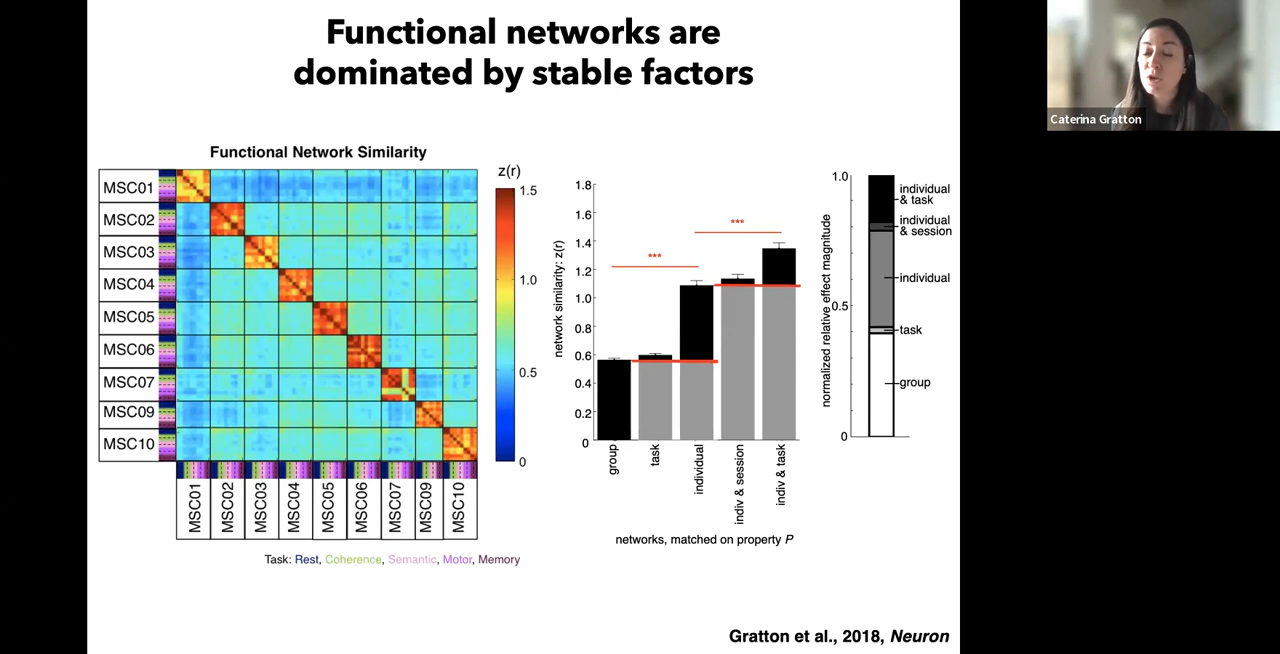 Functional networks are
dominated by stable factors
Caterina Gratton
Functional Network Similarity
MSC01
MSC02
MSC03
MSC04
MSC05
MSC06
MSC07
MSC09
MSC10
MSC01
MSC02
MSC03
MSC04
MSC05
MSC06
MSC07
MSC09
MSC10
Task: Rest, Coherence, Semantic, Motor, Memory
z(r)
1.5
1.0
0.5
0
network similarity: z(r)
1.8
1.6
1.4
1.2
1.0
0.8
0.6
0.4
0.2
0
***
***
group
task
individual
indiv & session
indiv & task
networks, matched on property P
normalized relative effect magnitude
1.0
0.5
0
individual
& task
individual
& session
individual
task
group
Gratton et al., 2018, Neuron